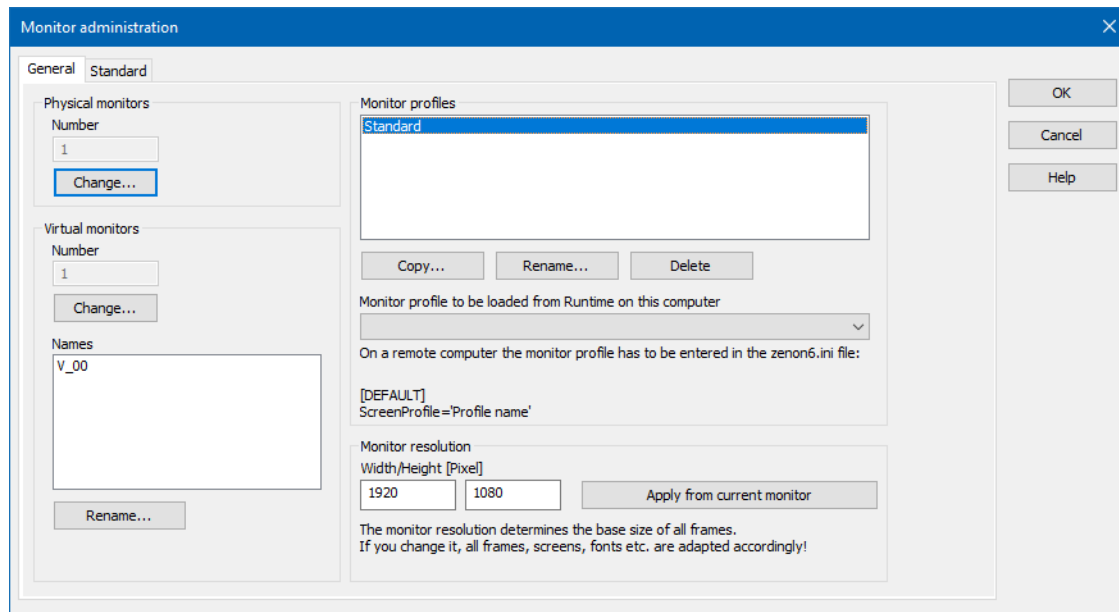 Monitor administration
General
Standard
OK
Cancel
Help
Physical monitors
Number
1
Change...
Virtual monitors
Number
1
Change...
Names
V_00
Rename...
Monitor profiles
Standard
Copy...
Rename...
Delete
Monitor profile to be loaded from Runtime on this computer
On a remote computer the monitor profile has to be entered in the zenon6.ini file:
[DEFAULT]
ScreenProfile='Profile name'
Monitor resolution
Width/Height [Pixel]
1920
1080
Apply from current monitor
The monitor resolution determines the base size of all frames.
If you change it, all frames, screens, fonts etc. are adapted accordingly!